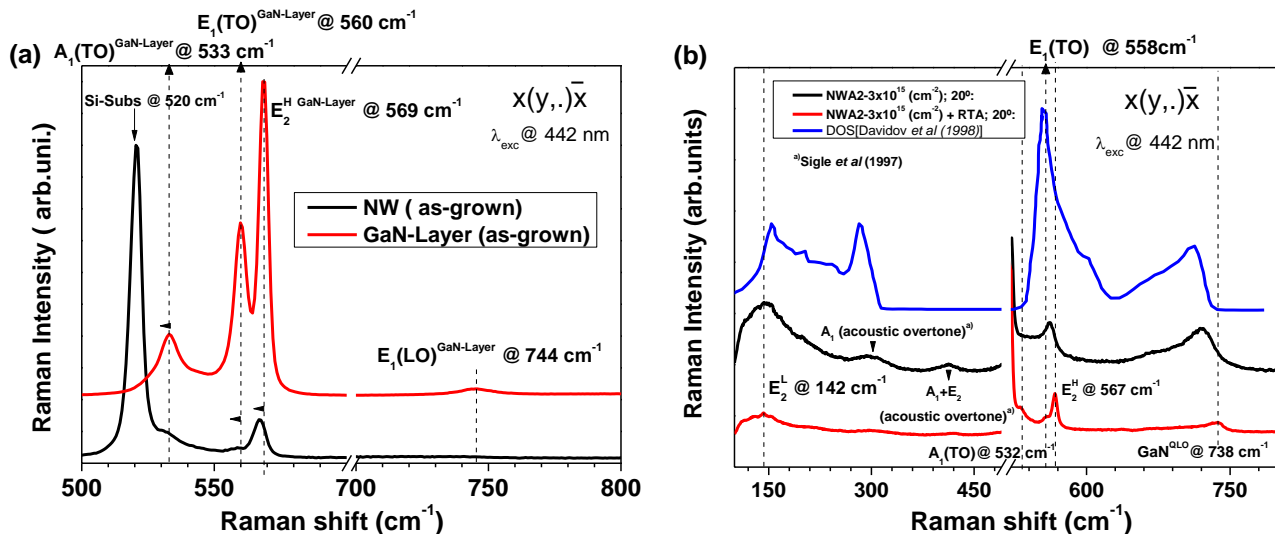 (a)
E₁(TO)^GaN-Layer @ 560 cm⁻¹
A₁(TO)^GaN-Layer @ 533 cm⁻¹
Si-Subs @ 520 cm⁻¹
x(y,.)x̅
E₂^H GaN-Layer @ 569 cm⁻¹
λexc @ 442 nm
NW ( as-grown)
GaN-Layer (as-grown)
E₁(LO)^GaN-Layer @ 744 cm⁻¹
Raman Intensity ( arb.uni.)
500 560 700 750 800
Raman shift (cm⁻¹)
(b)
E₁(TO) @ 558cm⁻¹
NWA2-3x10¹⁵ (cm⁻²); 20º:
NWA2-3x10¹⁵ (cm⁻²) + RTA; 20º:
DOS[Davidov et al (1998)]
x(y,.)x̅
λexc @ 442 nm
a)Sigle et al (1997)
A₁ (acoustic overtone)a)
E₂^L @ 142 cm⁻¹
A₁+E₂
(acoustic overtone)a)
E₂^H @ 567 cm⁻¹
A₁(TO) @ 532 cm⁻¹
GaN^QLO @ 738 cm⁻¹
Raman Intensity (arb.units)
150 300 450 600 750
Raman shift (cm⁻¹)